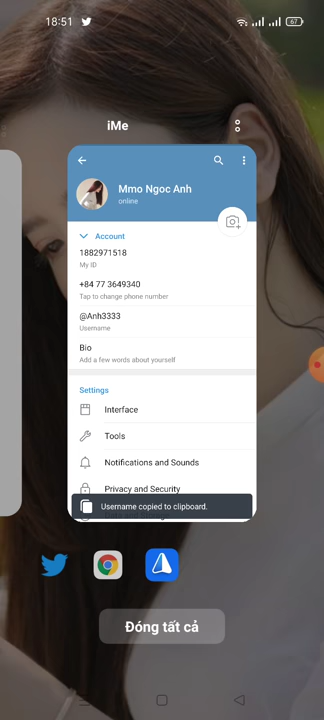 18:51
67
iMe
Mmo Ngoc Anh
online
Account
1882971518
My ID
+84 77 3649340
Tap to change phone number
@Anh3333
Username
Bio
Add a few words about yourself
Settings
Interface
Tools
Notifications and Sounds
Privacy and Security
Username copied to clipboard.
Đóng tất cả